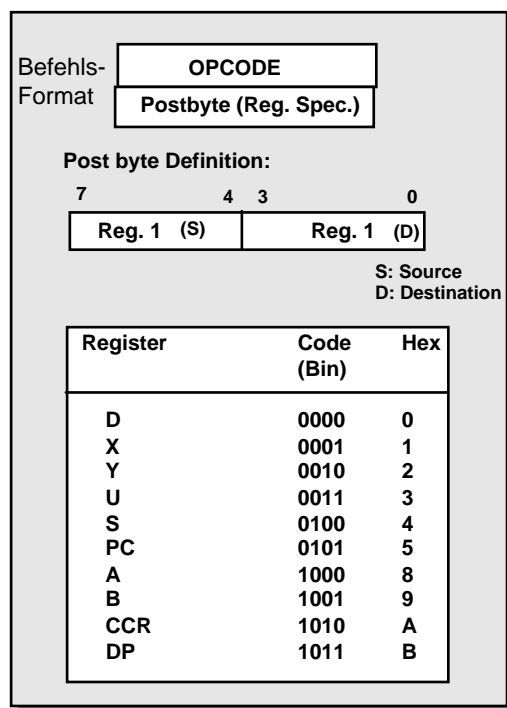 Befehls-
Format
OPCODE
Postbyte (Reg. Spec.)
Post byte Definition:
7 4 3 0
Reg. 1 (S) Reg. 1 (D)
S: Source
D: Destination
Register Code Hex
(Bin)
D 0000 0
X 0001 1
Y 0010 2
U 0011 3
S 0100 4
PC 0101 5
A 1000 8
B 1001 9
CCR 1010 A
DP 1011 B